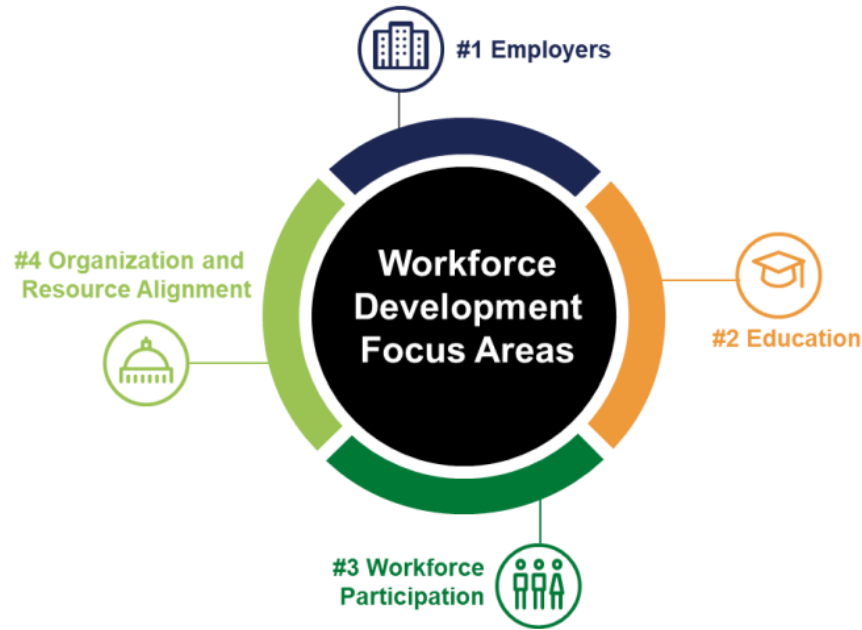 #1 Employers
Workforce
Development
Focus Areas
#2 Education
#3 Workforce
Participation
#4 Organization and
Resource Alignment